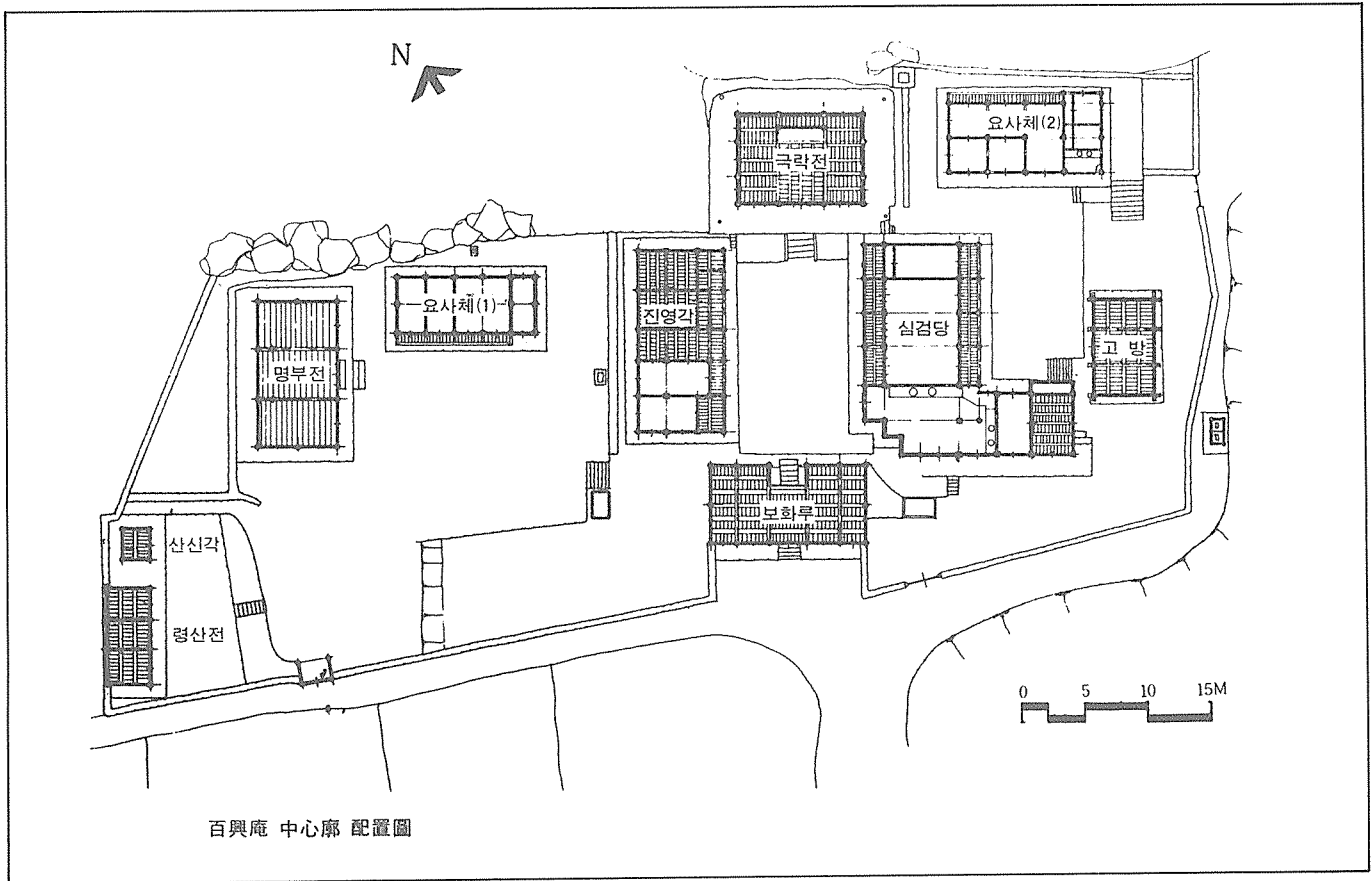 N
요사체(2)
극락전
요사체(1)
진영각
심검당
고 방
명부전
보화루
산신각
령산전
0 5 10 15M
百興庵 中心廓 配置圖